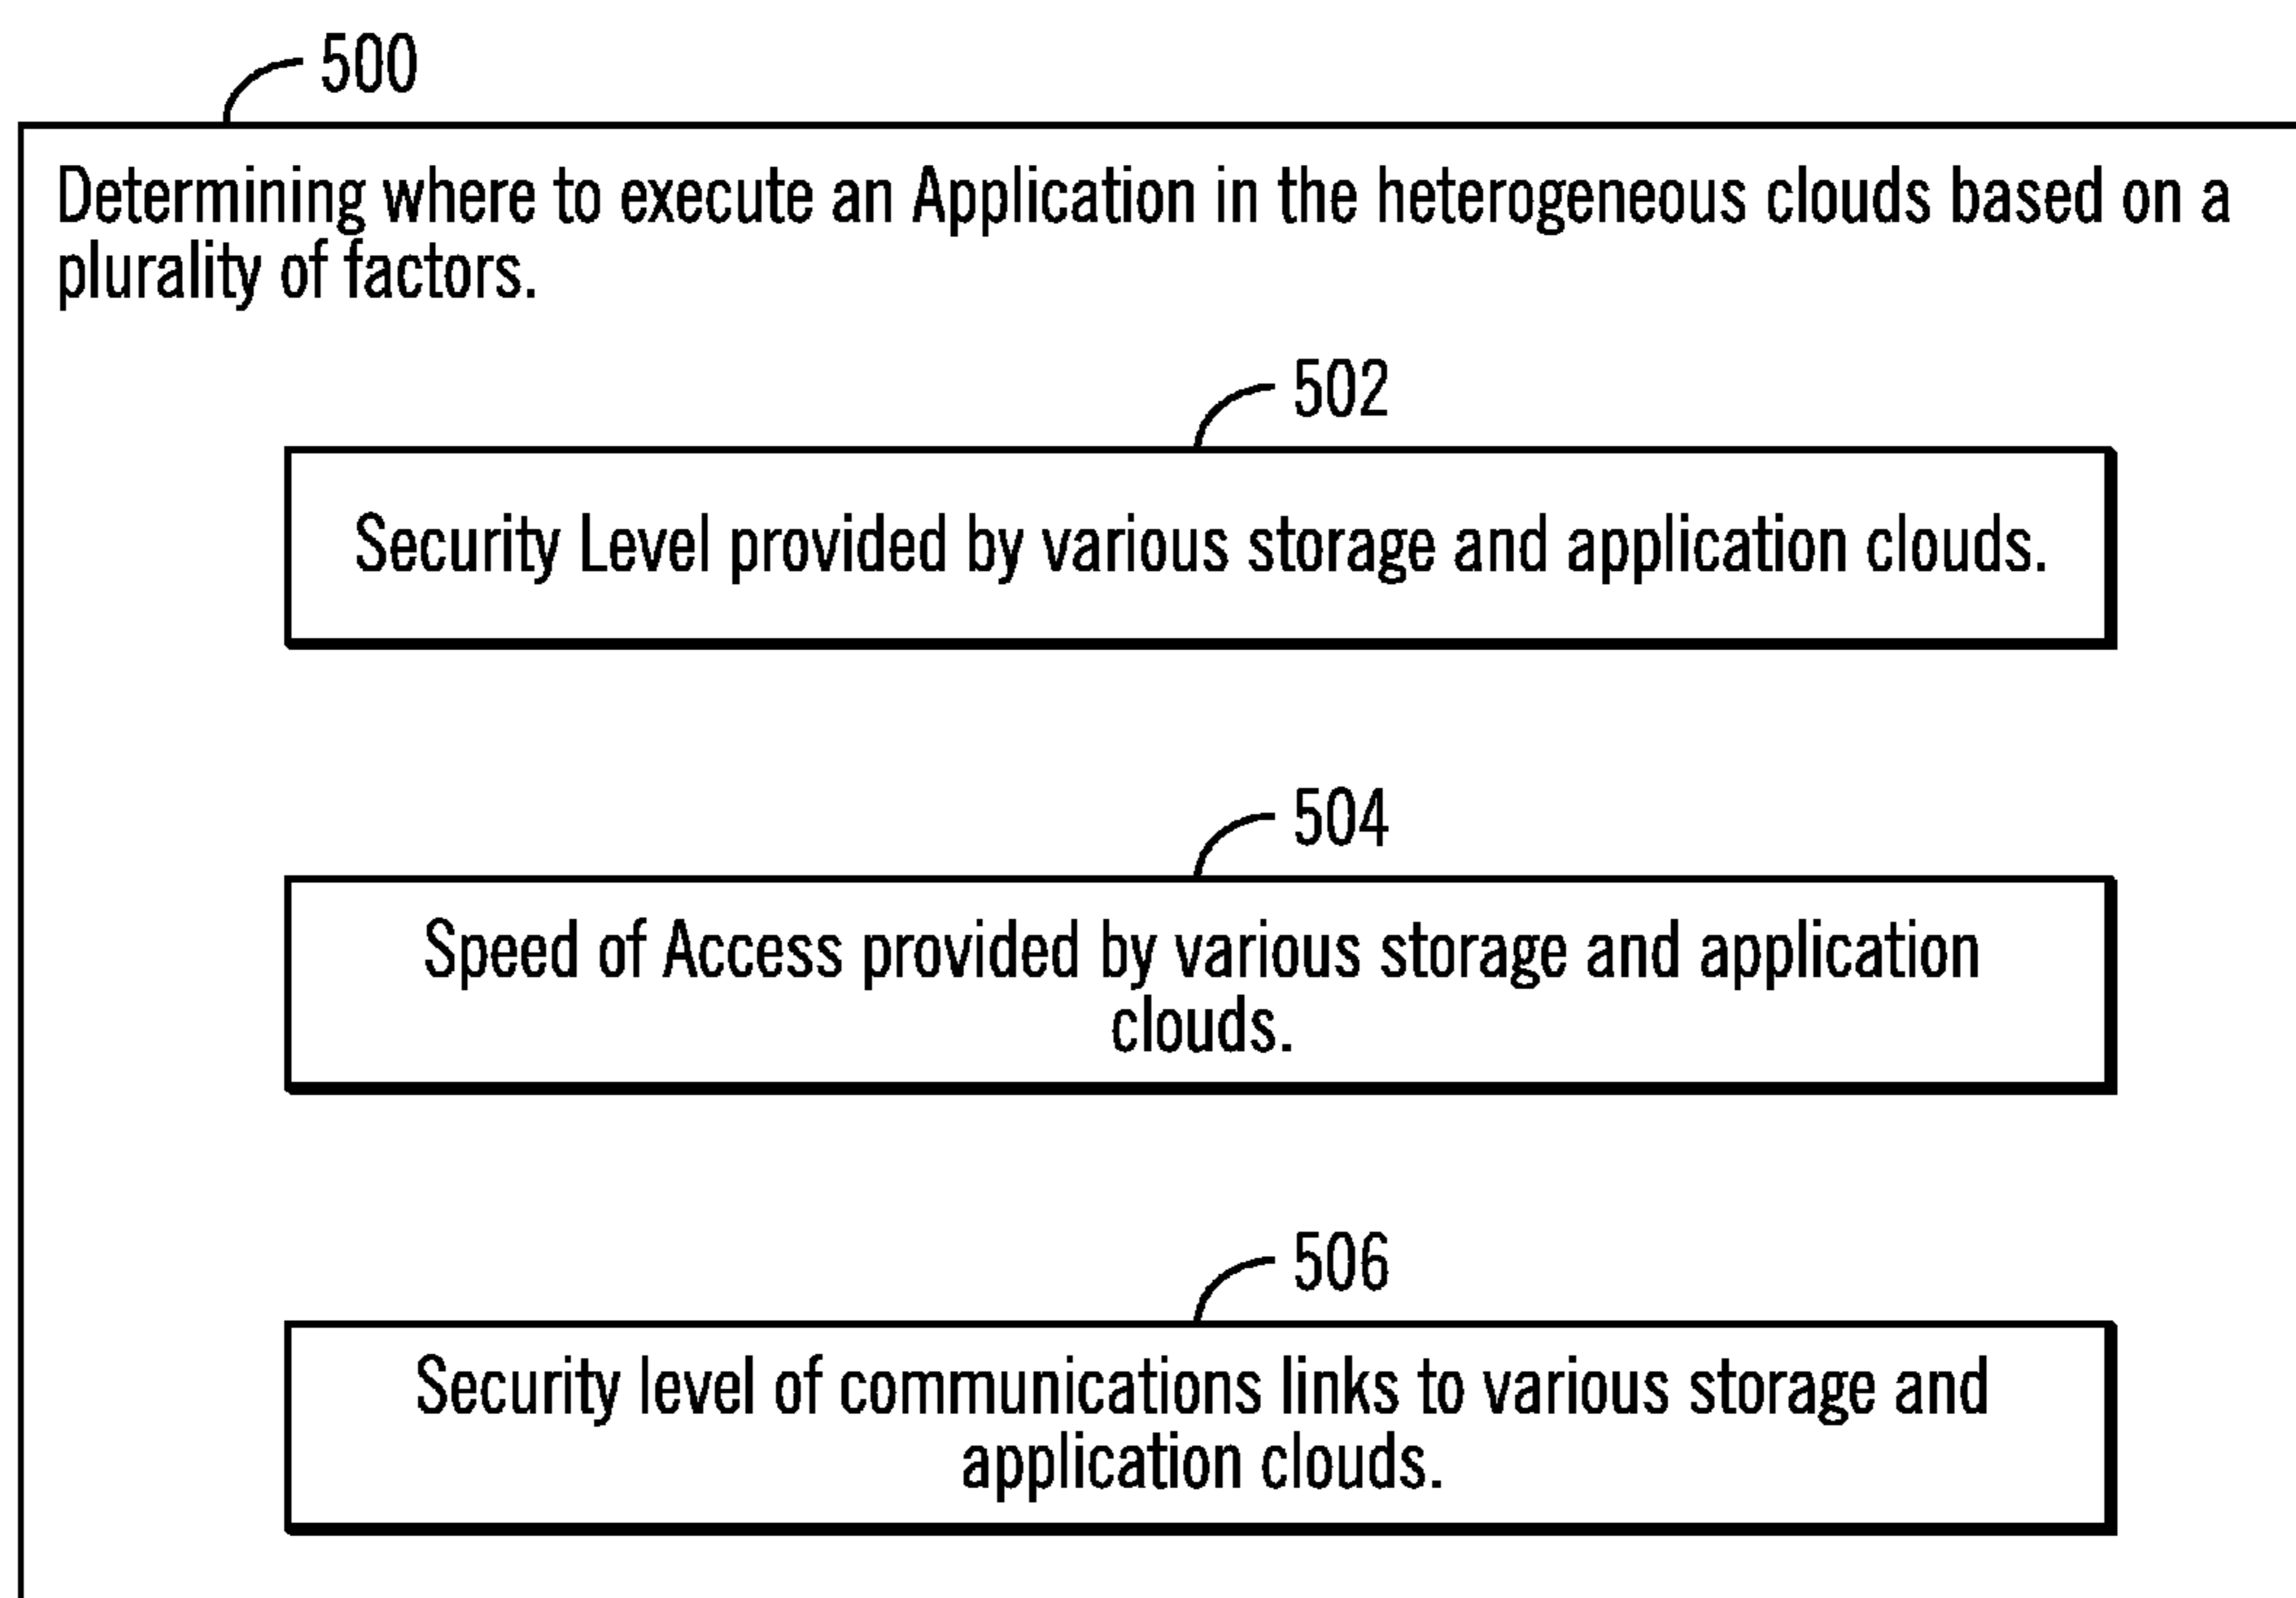 500
Determining where to execute an Application in the heterogeneous clouds based on a
plurality of factors.
502
Security Level provided by various storage and application clouds.
504
Speed of Access provided by various storage and application
clouds.
506
Security level of communications links to various storage and
application clouds.